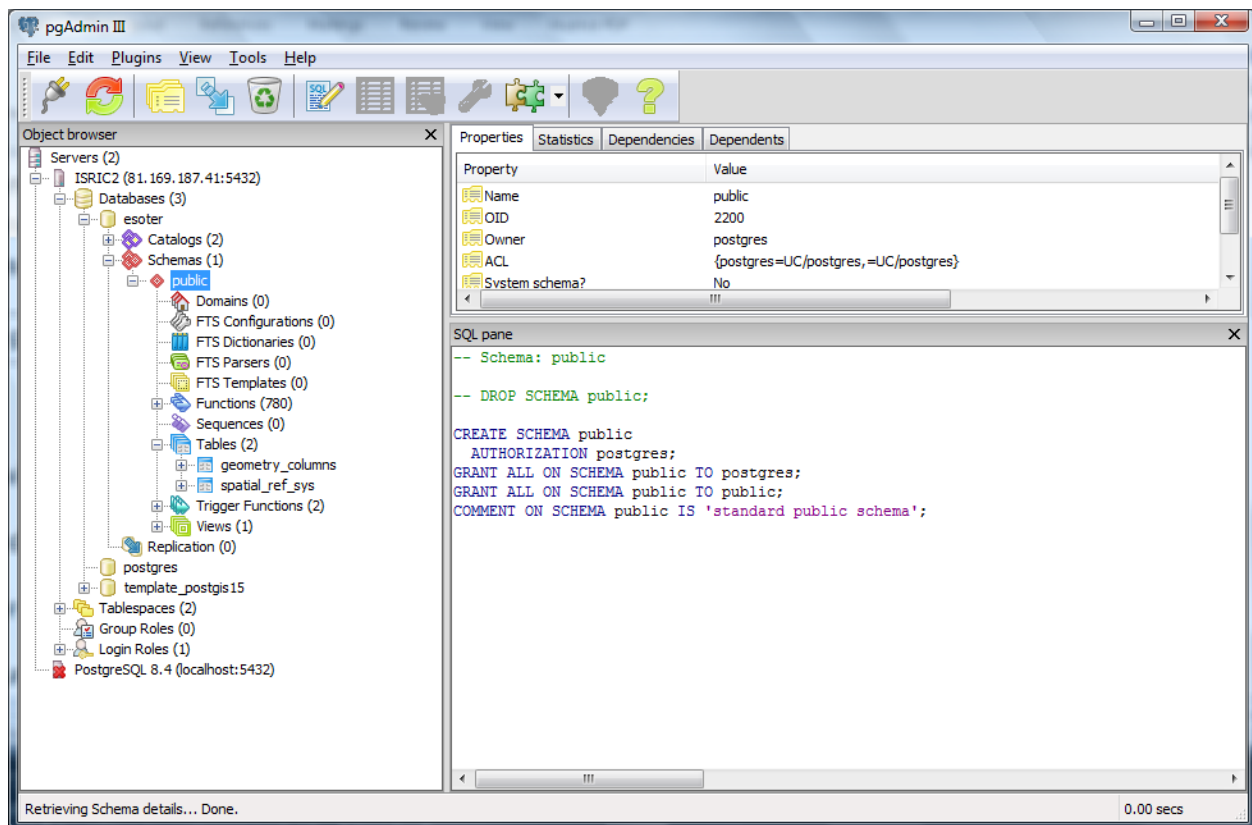 pgAdmin III
File Edit Plugins View Tools Help
SQL
Object browser
Servers (2)
ISRIC2 (81.169.187.41:5432)
Databases (3)
esoter
Catalogs (2)
Schemas (1)
public
Domains (0)
FTS Configurations (0)
FTS Dictionaries (0)
FTS Parsers (0)
FTS Templates (0)
Functions (780)
Sequences (0)
Tables (2)
geometry_columns
spatial_ref_sys
Trigger Functions (2)
Views (1)
Replication (0)
postgres
template_postgis15
Tablespaces (2)
Group Roles (0)
Login Roles (1)
PostgreSQL 8.4 (localhost:5432)
Properties Statistics Dependencies Dependents
Property Value
Name public
OID 2200
Owner postgres
ACL {postgres=UC/postgres,=UC/postgres}
System schema? No
SQL pane
-- Schema: public
-- DROP SCHEMA public;
CREATE SCHEMA public
AUTHORIZATION postgres;
GRANT ALL ON SCHEMA public TO postgres;
GRANT ALL ON SCHEMA public TO public;
COMMENT ON SCHEMA public IS 'standard public schema';
Retrieving Schema details... Done. 0.00 secs